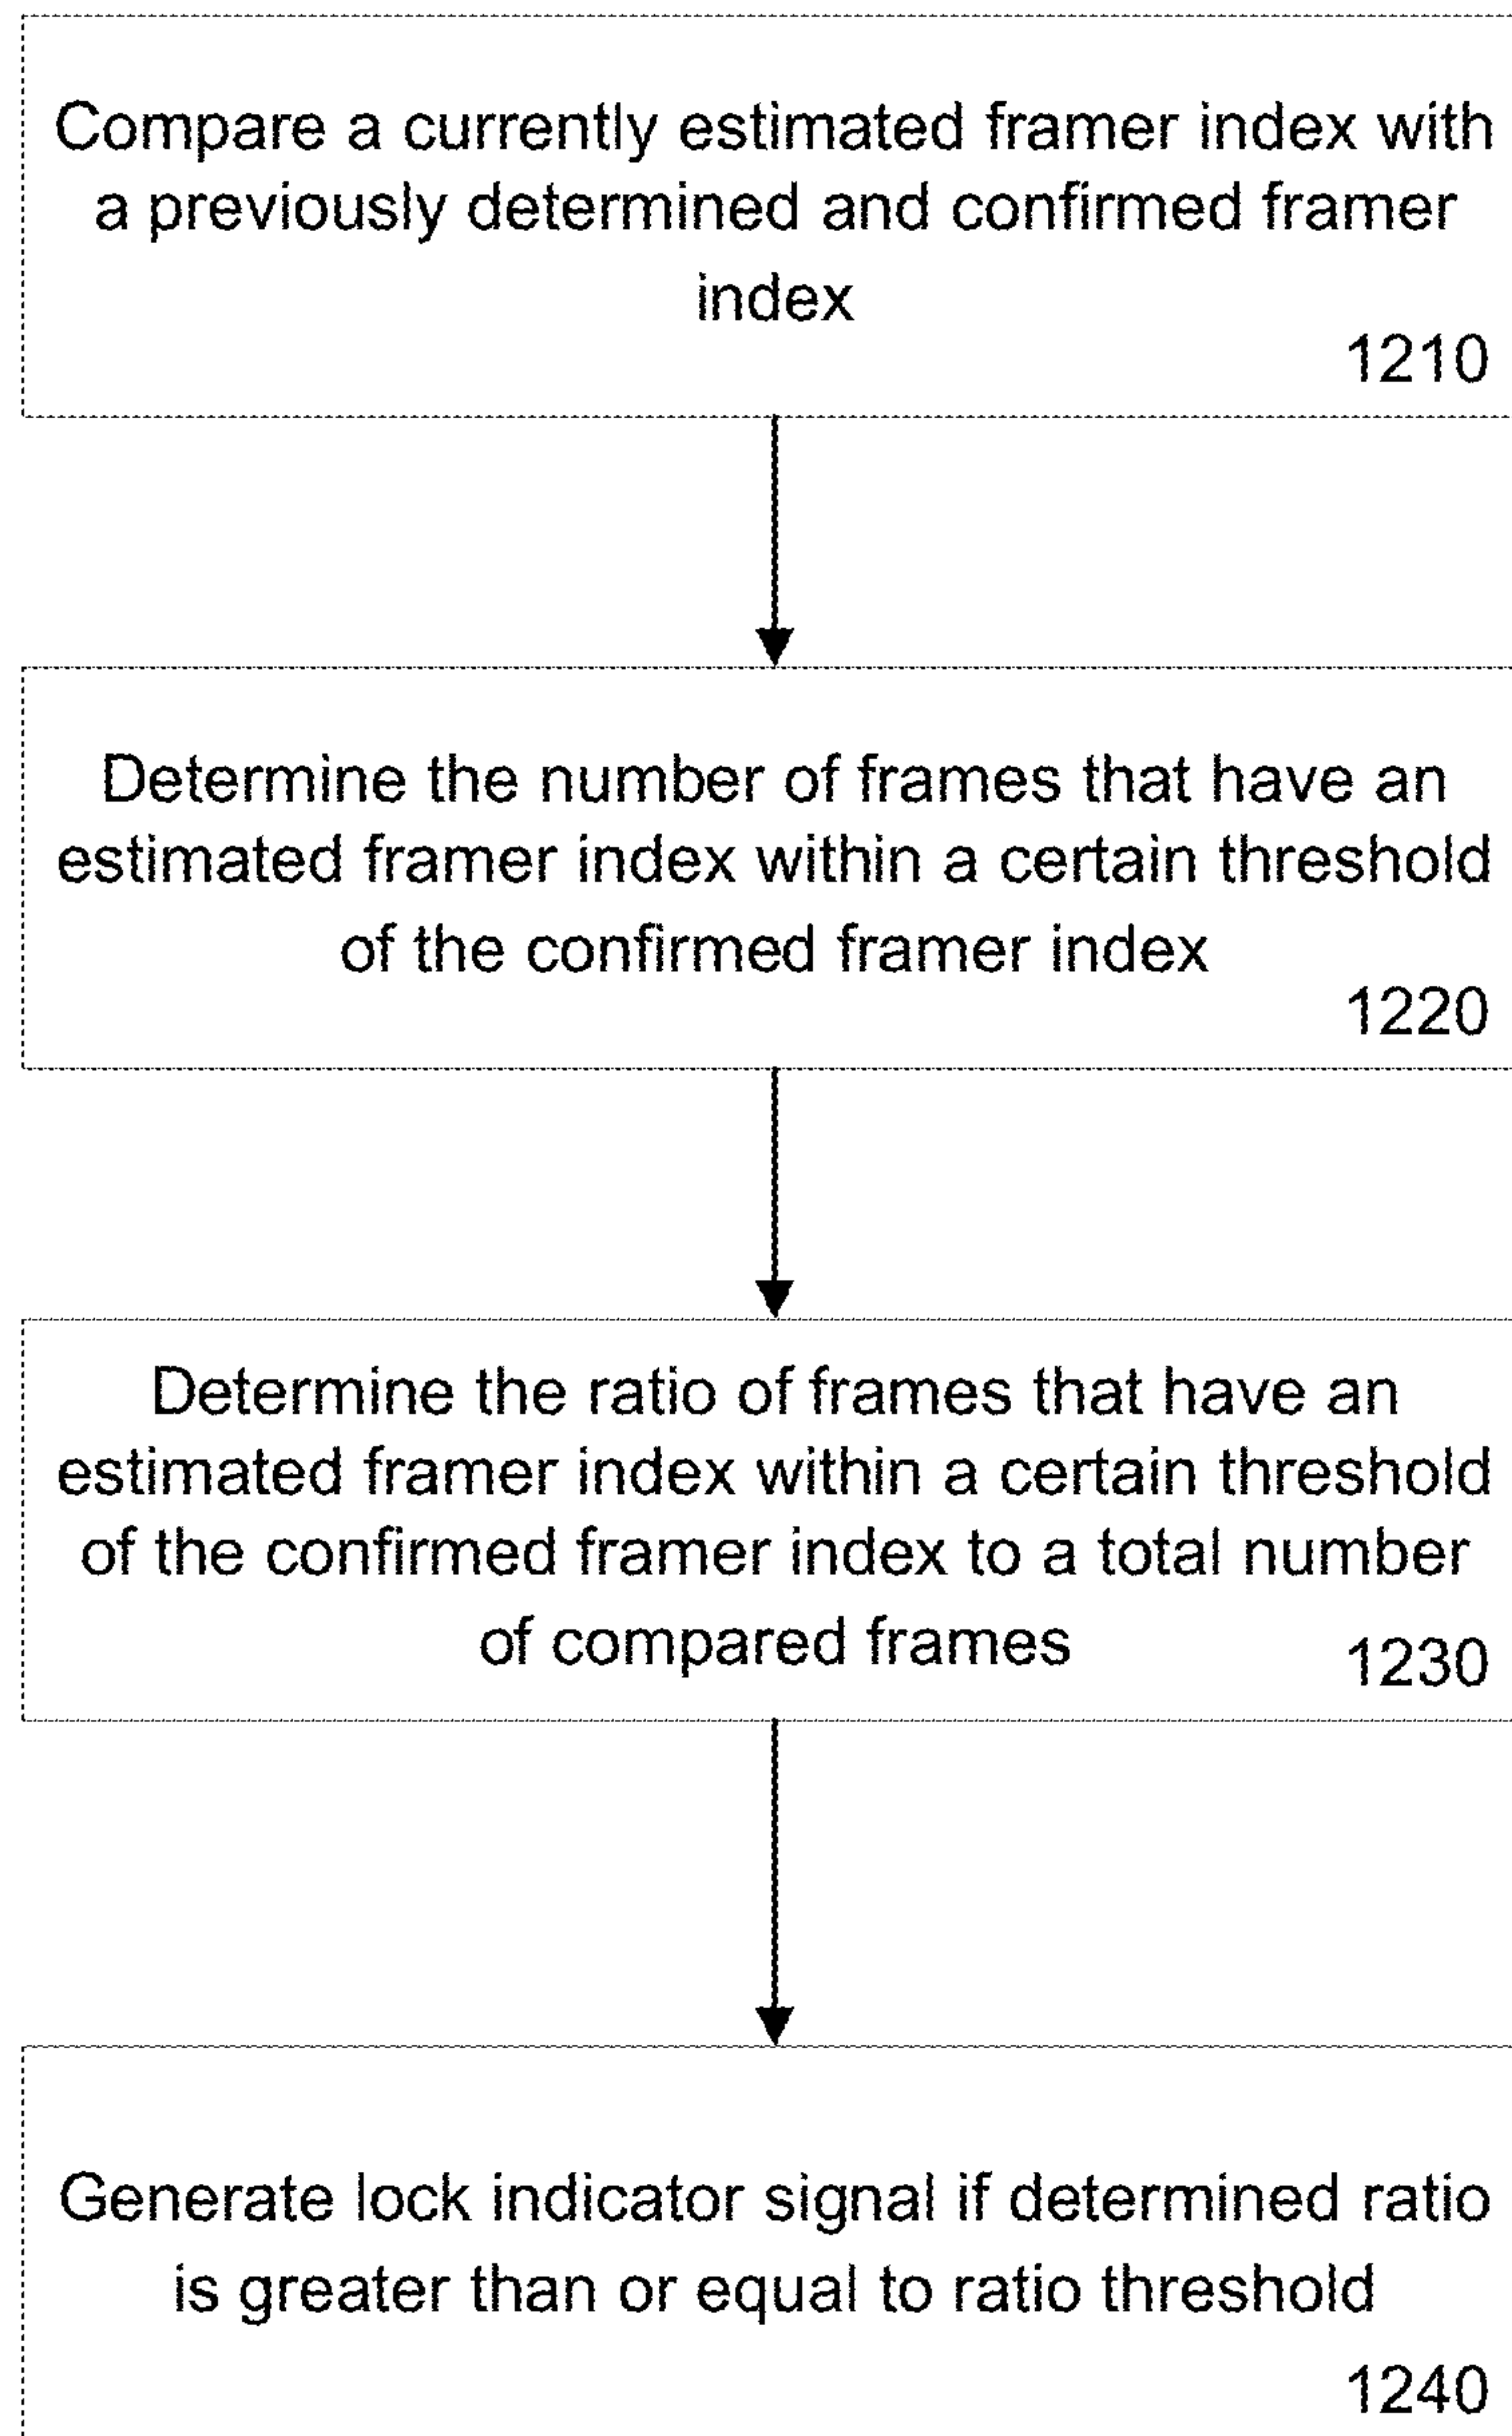 Compare a currently estimated framer index with
a previously determined and confirmed framer
index
1210
Determine the number of frames that have an
estimated framer index within a certain threshold
of the confirmed framer index
1220
Determine the ratio of frames that have an
estimated framer index within a certain threshold
of the confirmed framer index to a total number
of compared frames
1230
Generate lock indicator signal if determined ratio
is greater than or equal to ratio threshold
1240